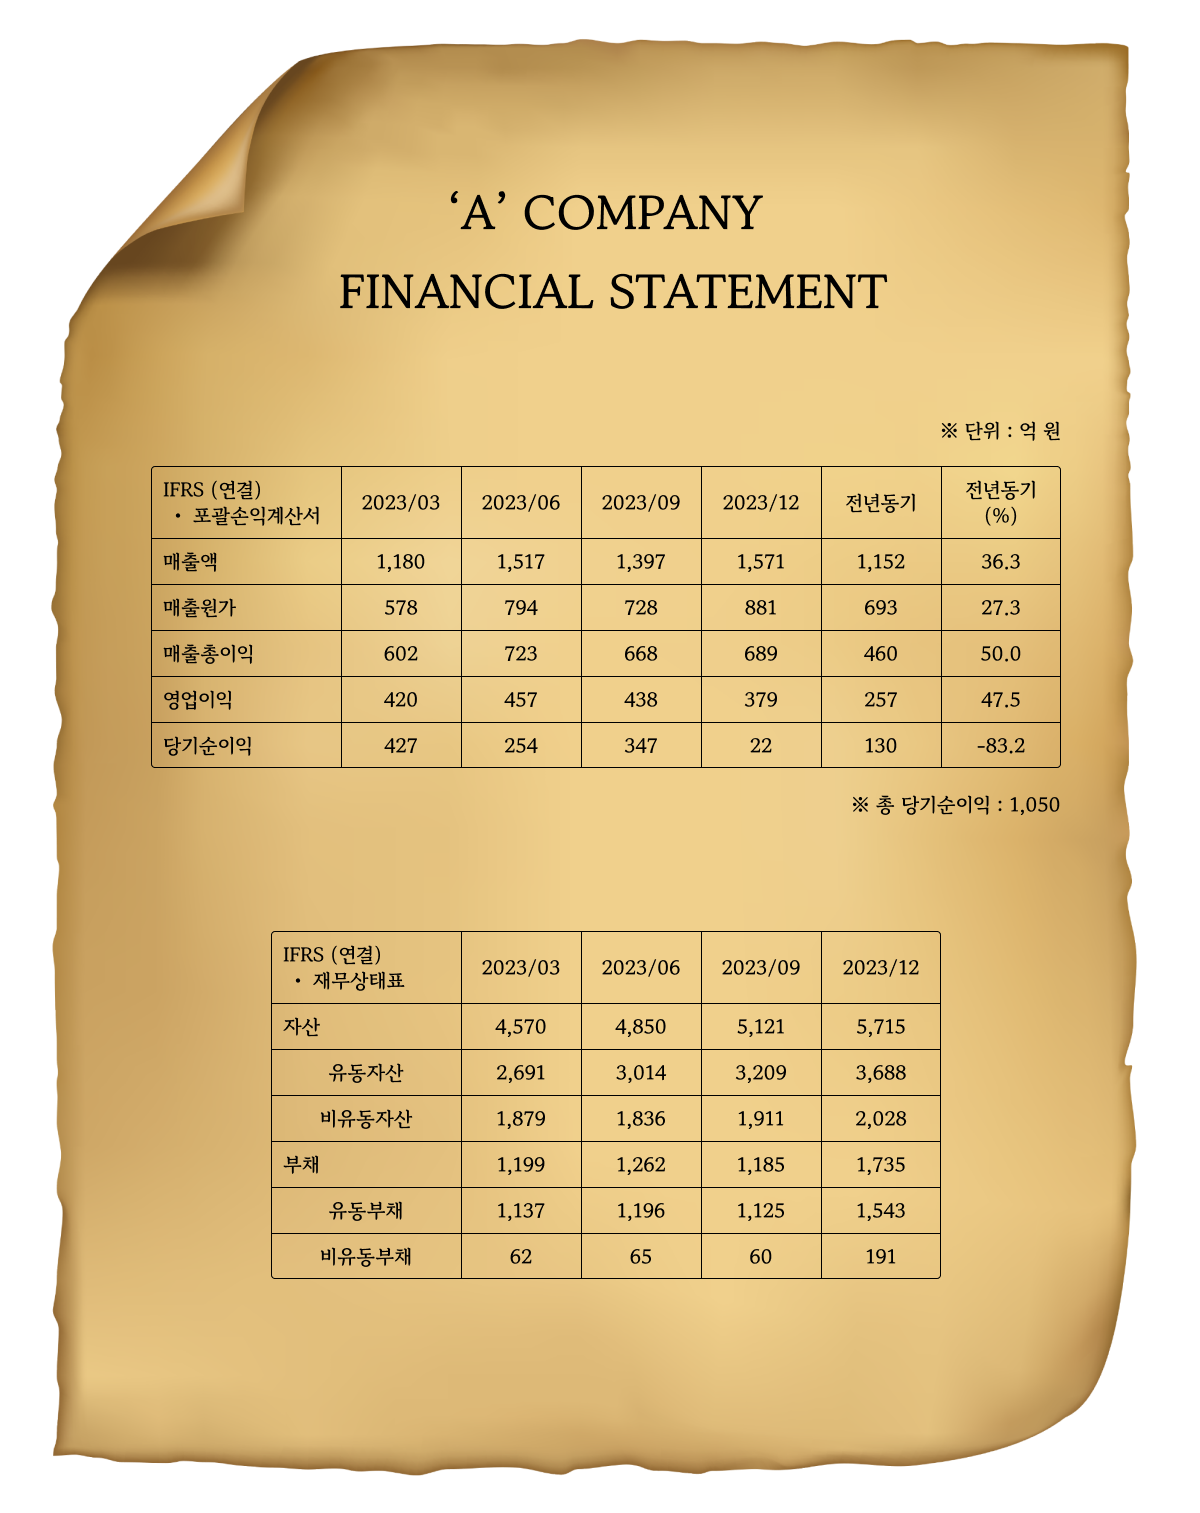 ‘A’ COMPANY
FINANCIAL STATEMENT
※ 단위 : 억 원
IFRS (연결)
・ 포괄손익계산서 2023/03 2023/06 2023/09 2023/12 전년동기 전년동기 (%)
매출액 1,180 1,517 1,397 1,571 1,152 36.3
매출원가 578 794 728 881 693 27.3
매출총이익 602 723 668 689 460 50.0
영업이익 420 457 438 379 257 47.5
당기순이익 427 254 347 22 130 -83.2
※ 총 당기순이익 : 1,050
IFRS (연결)
・ 재무상태표 2023/03 2023/06 2023/09 2023/12
자산 4,570 4,850 5,121 5,715
유동자산 2,691 3,014 3,209 3,688
비유동자산 1,879 1,836 1,911 2,028
부채 1,199 1,262 1,185 1,735
유동부채 1,137 1,196 1,125 1,543
비유동부채 62 65 60 191